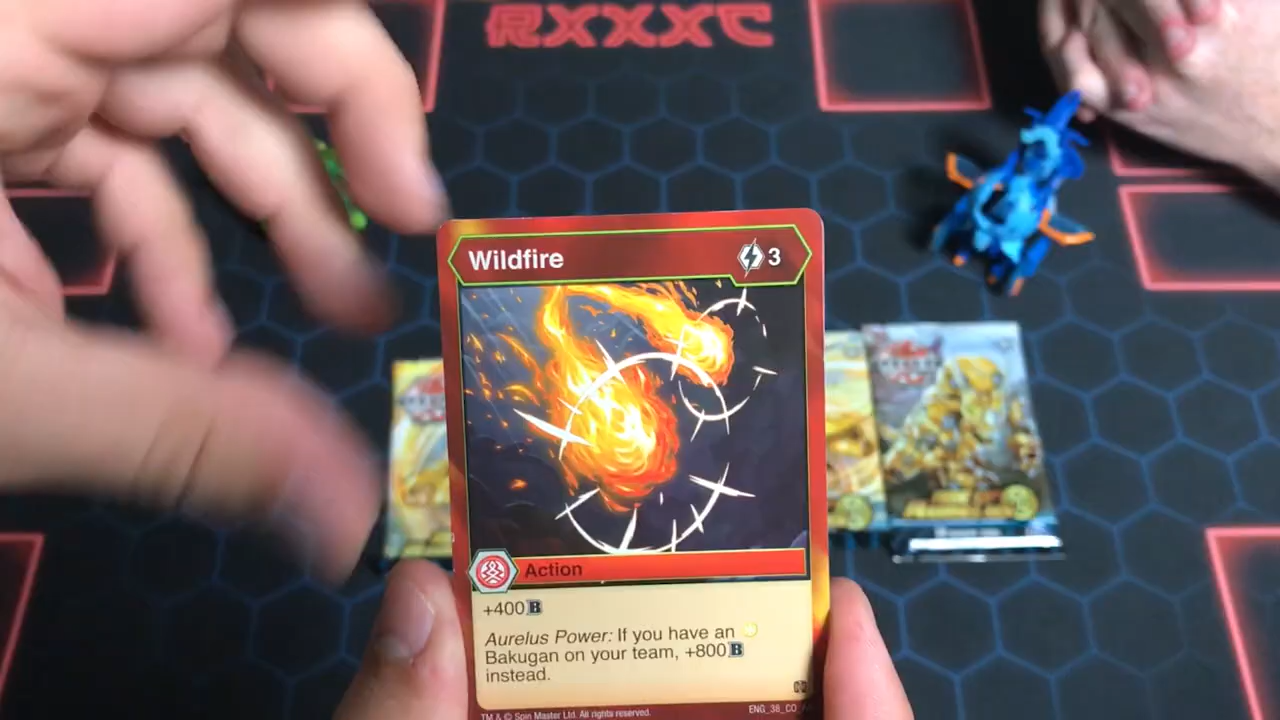 RXXXC
Wildfire
3
Action
+400 B
Aurelus Power: If you have an
Bakugan on your team, +800 B
instead.
TM & © Spin Master Ltd. All rights reserved.
ENG_38_CO